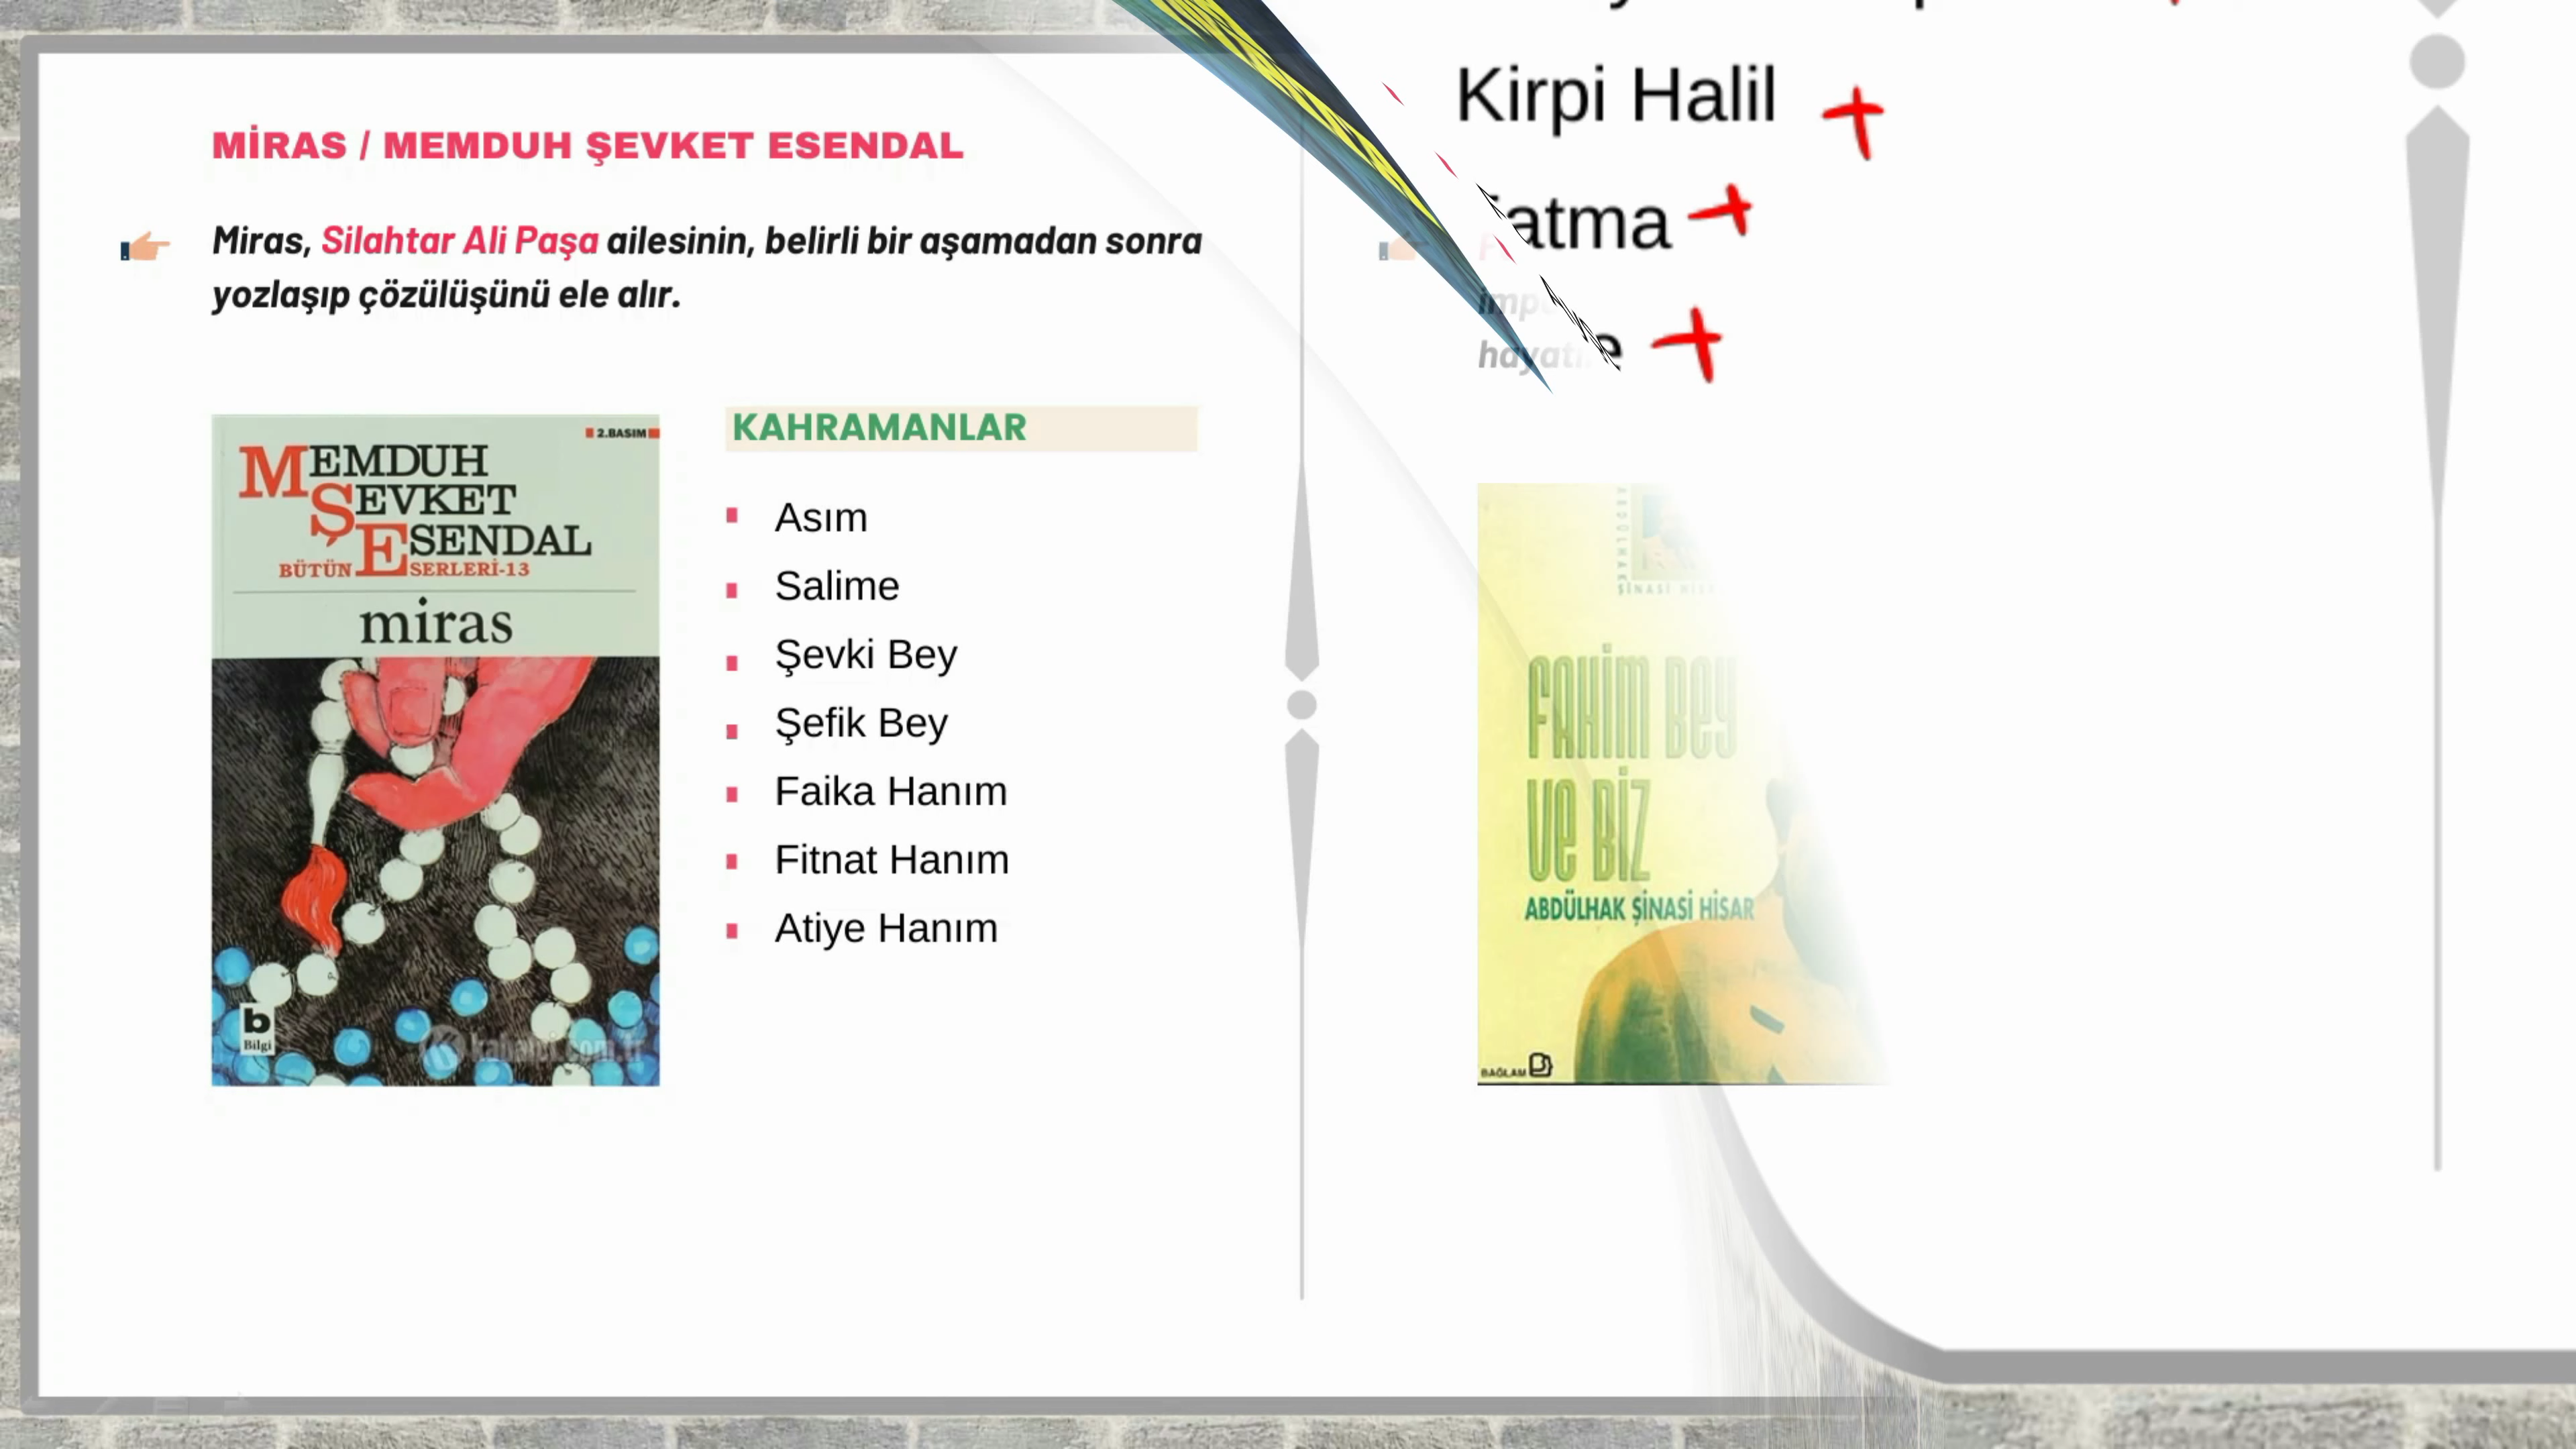 MİRAS / MEMDUH ŞEVKET ESENDAL
Miras, Silahtar Ali Paşa ailesinin, belirli bir aşamadan sonra
yozlaşıp çözülüşünü ele alır.
2.BASIM
MEMDUH
ŞEVKET
ESENDAL
BÜTÜN ESERLERİ-13
miras
b
Bilgi
KAHRAMANLAR
Asım
Salime
Şevki Bey
Şefik Bey
Faika Hanım
Fitnat Hanım
Atiye Hanım
Kirpi Halil
FAHİM BEY
VE BİZ
ABDÜLHAK ŞİNASİ HİSAR
BAĞLAM